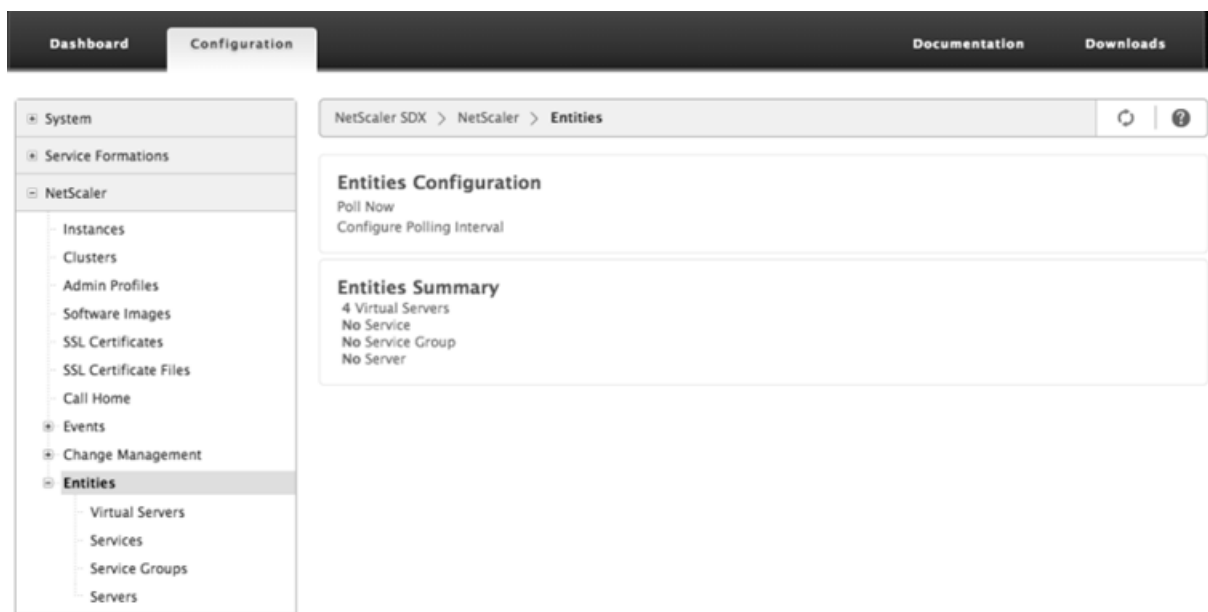 Dashboard
Configuration
Documentation
Downloads
System
Service Formations
NetScaler
Instances
Clusters
Admin Profiles
Software Images
SSL Certificates
SSL Certificate Files
Call Home
Events
Change Management
Entities
Virtual Servers
Services
Service Groups
Servers
NetScaler SDX > NetScaler > Entities
Entities Configuration
Poll Now
Configure Polling Interval
Entities Summary
4 Virtual Servers
No Service
No Service Group
No Server